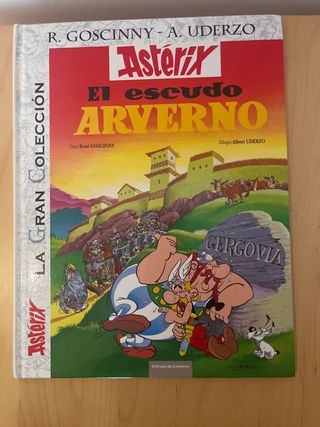 R. GOSCINNY - A. UDERZO
Astérix
El escudo
ARVERNO
Texto René GOSCINNY
Dibujos Albert UDERZO
GERGOVIA
Astérix LA GRAN COLECCIÓN
Círculo de Lectores